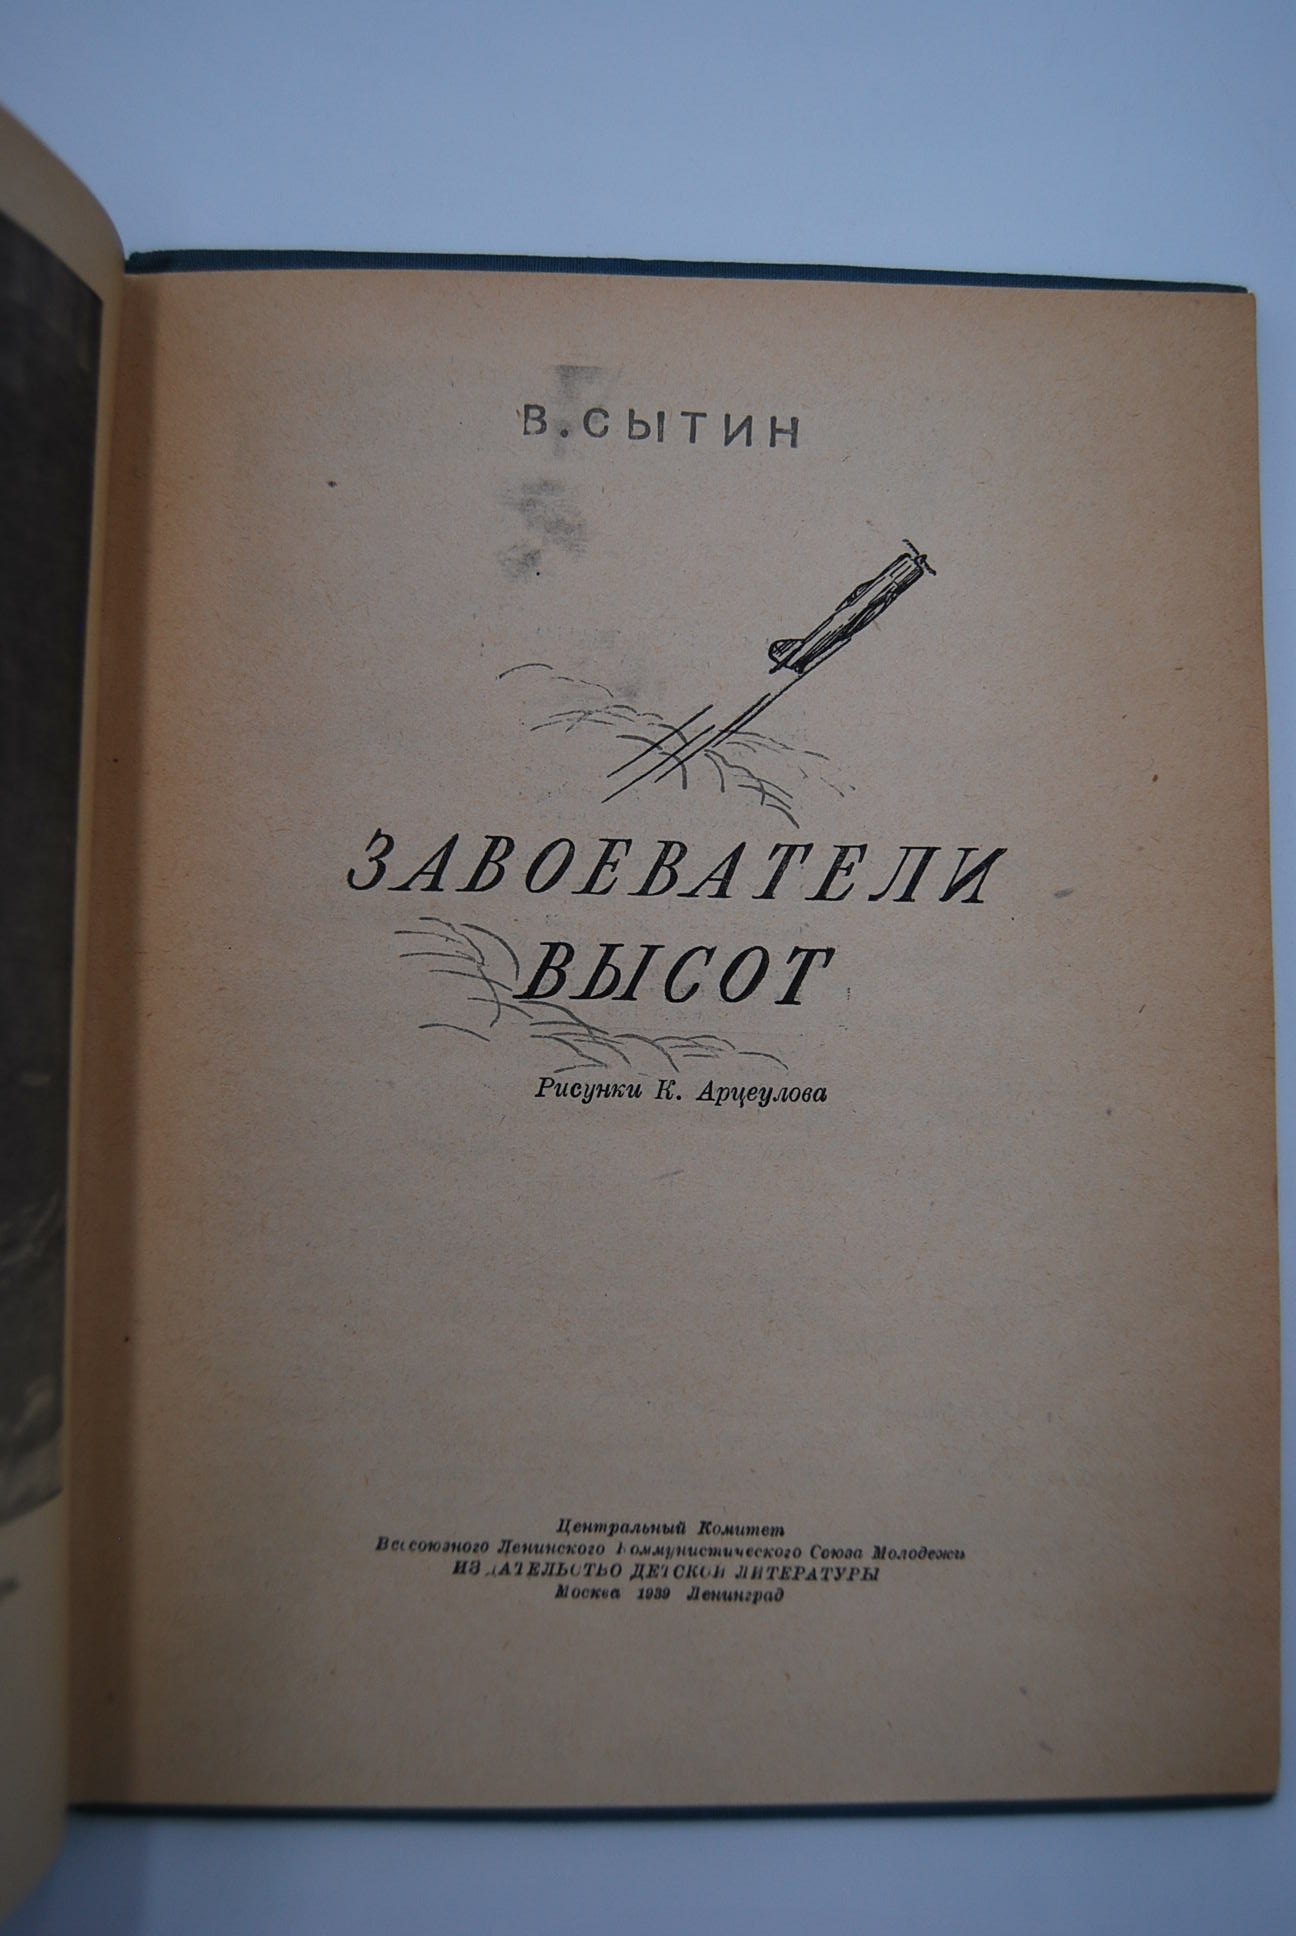 В. СЫТИН
ЗАВОЕВАТЕЛИ
ВЫСОТ
Рисунки К. Арцеулова
Центральный Комитет
Всесоюзного Ленинского Коммунистического Союза Молодежи
ИЗДАТЕЛЬСТВО ДЕТСКОЙ ЛИТЕРАТУРЫ
Москва 1939 Ленинград